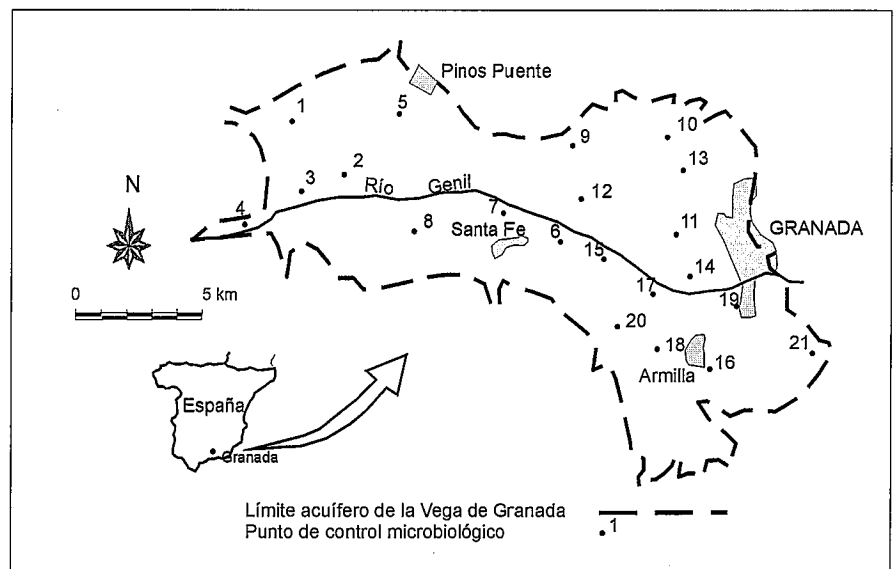 Pinos Puente
1
5
9
10
13
2
N
3
Río Genil
12
4
7
8
Santa Fe
6
11
GRANADA
15
14
0
5 km
17
19
20
18
21
Armilla
16
España
Granada
Límite acuífero de la Vega de Granada
Punto de control microbiológico
1